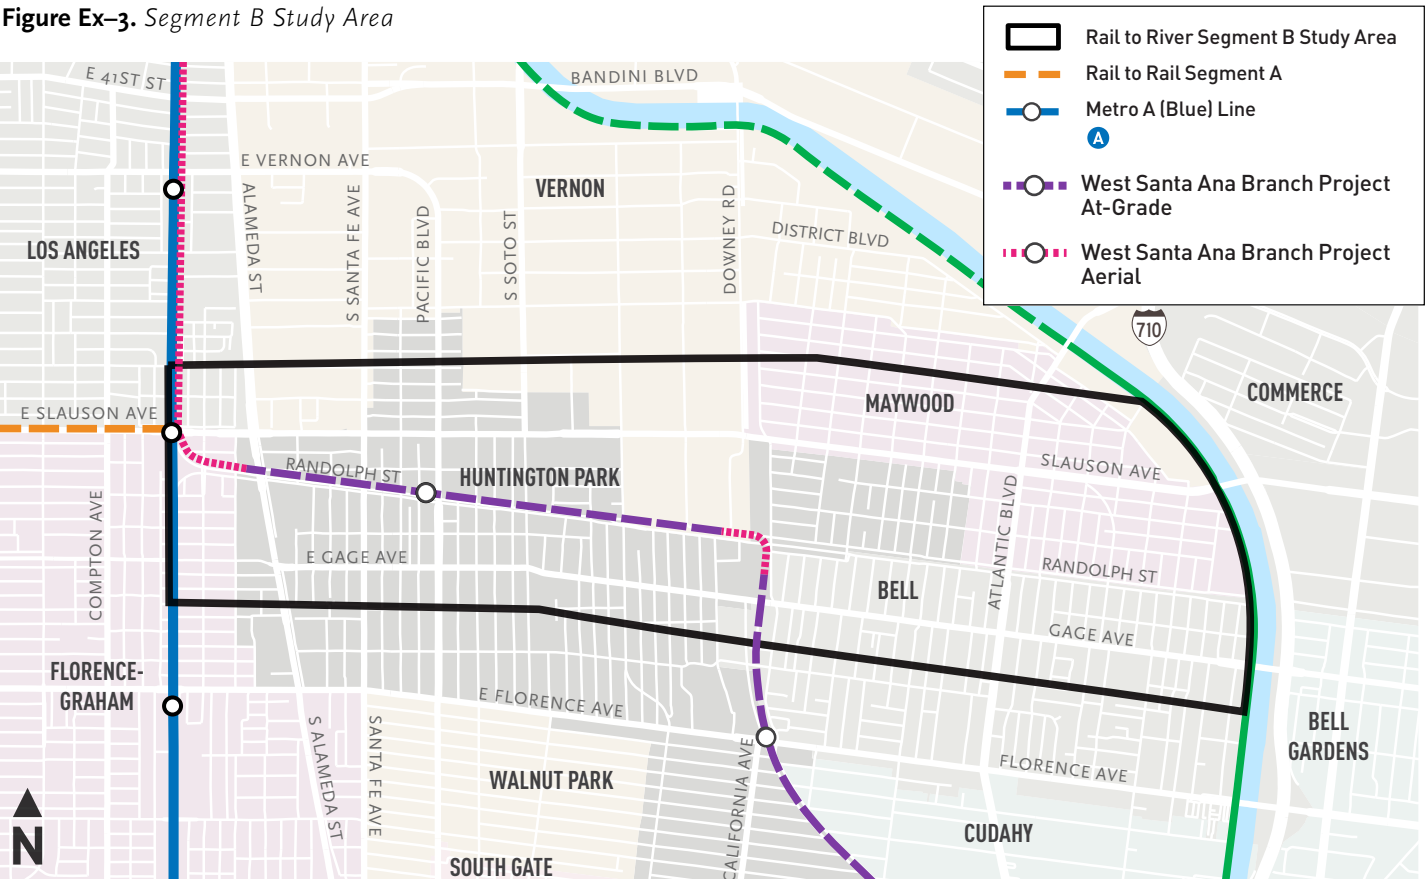 Figure Ex–3. Segment B Study Area
Rail to River Segment B Study Area
Rail to Rail Segment A
Metro A (Blue) Line
A
West Santa Ana Branch Project
At-Grade
West Santa Ana Branch Project
Aerial
E 41ST ST
BANDINI BLVD
E VERNON AVE
VERNON
ALAMEDA ST
S SANTA FE AVE
PACIFIC BLVD
S SOTO ST
DOWNEY RD
DISTRICT BLVD
LOS ANGELES
710
COMMERCE
MAYWOOD
E SLAUSON AVE
SLAUSON AVE
RANDOLPH ST
HUNTINGTON PARK
COMPTON AVE
ATLANTIC BLVD
E GAGE AVE
RANDOLPH ST
BELL
GAGE AVE
FLORENCE-
GRAHAM
E FLORENCE AVE
BELL
GARDENS
S ALAMEDA ST
SANTA FE AVE
WALNUT PARK
CALIFORNIA AVE
FLORENCE AVE
CUDAHY
SOUTH GATE
N